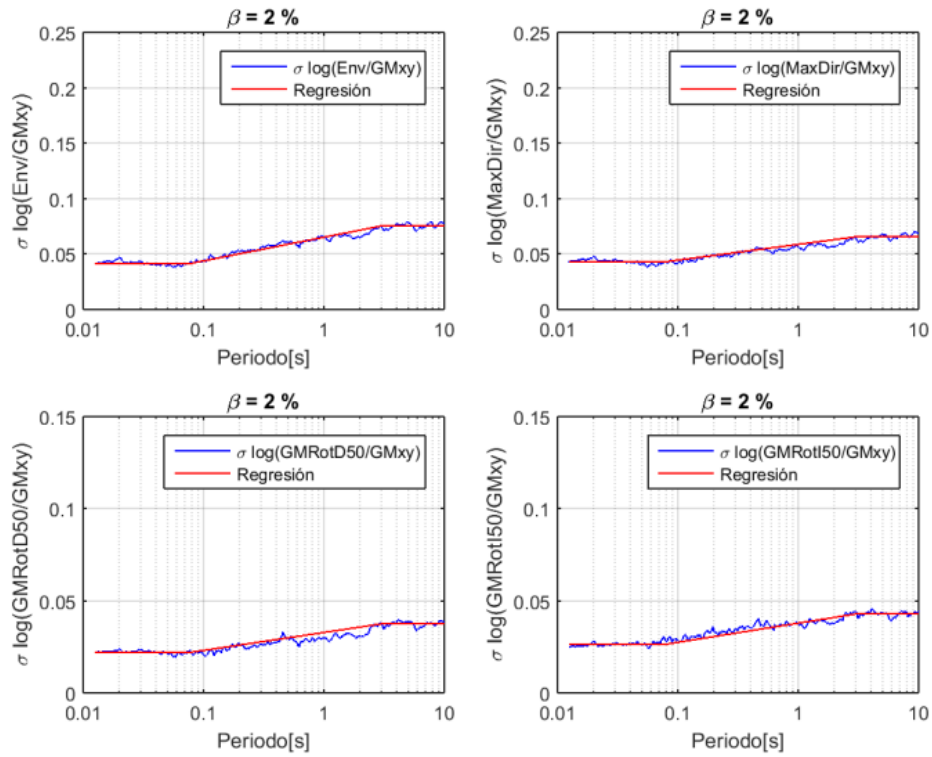 β = 2 %
0.25
0.2
0.15
0.1
0.05
0
σ log(Env/GMxy)
σ log(Env/GMxy)
Regresión
0.01
0.1
1
10
Periodo[s]
β = 2 %
0.25
0.2
0.15
0.1
0.05
0
σ log(MaxDir/GMxy)
σ log(MaxDir/GMxy)
Regresión
0.01
0.1
1
10
Periodo[s]
β = 2 %
0.15
0.1
0.05
0
σ log(GMRotD50/GMxy)
σ log(GMRotD50/GMxy)
Regresión
0.01
0.1
1
10
Periodo[s]
β = 2 %
0.15
0.1
0.05
0
σ log(GMRotI50/GMxy)
σ log(GMRotI50/GMxy)
Regresión
0.01
0.1
1
10
Periodo[s]